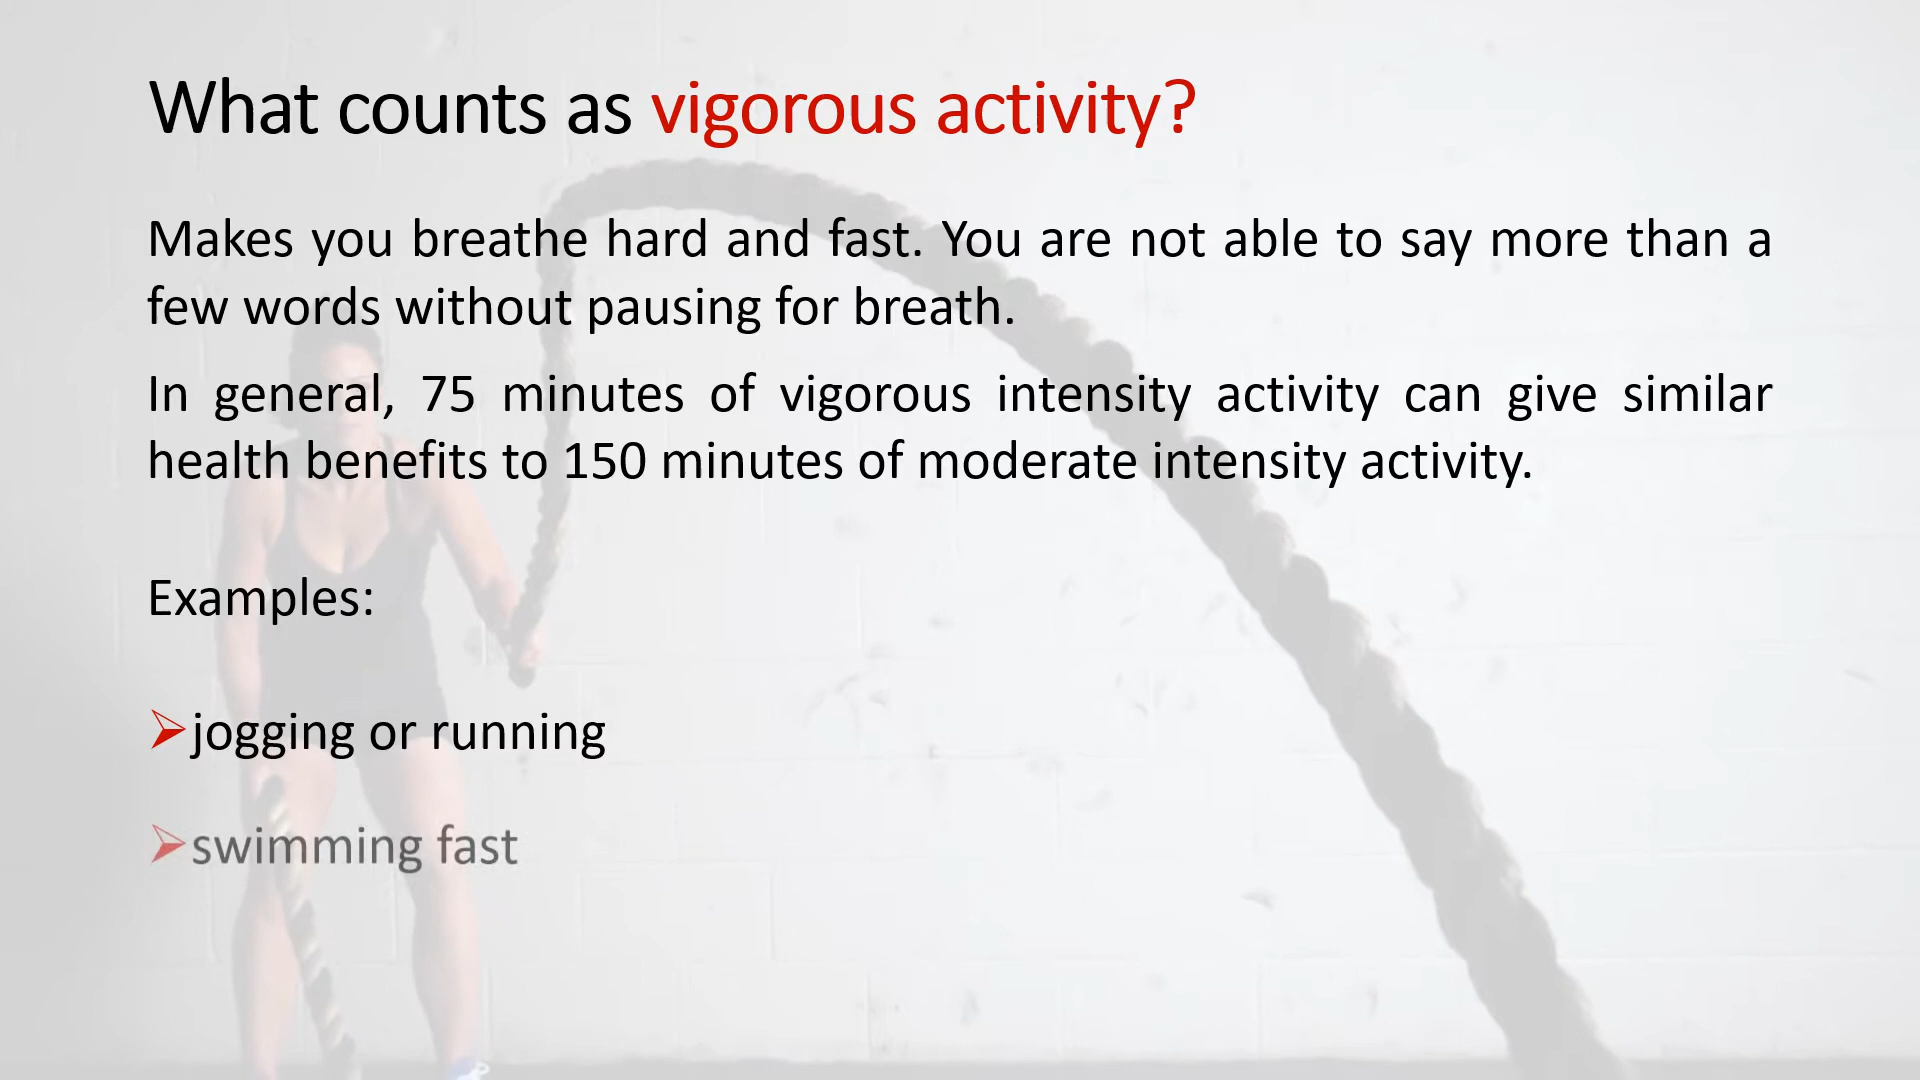 What counts as vigorous activity?
Makes you breathe hard and fast. You are not able to say more than a
few words without pausing for breath.
In general, 75 minutes of vigorous intensity activity can give similar
health benefits to 150 minutes of moderate intensity activity.
Examples:
➢jogging or running
➢swimming fast